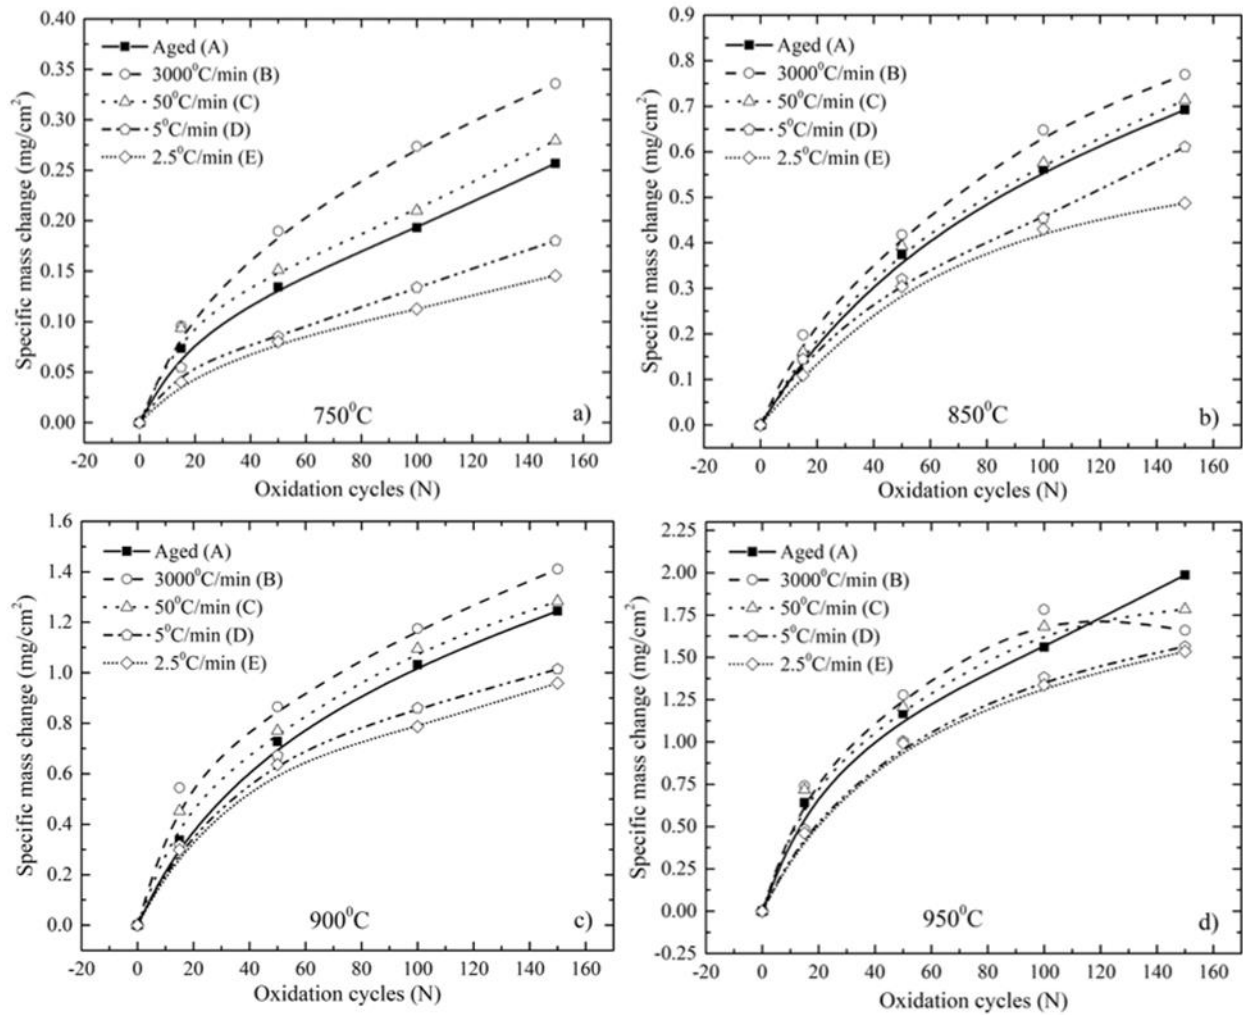 Specific mass change (mg/cm²)
0.40
0.35
0.30
0.25
0.20
0.15
0.10
0.05
0.00
Aged (A)
3000⁰C/min (B)
50⁰C/min (C)
5⁰C/min (D)
2.5⁰C/min (E)
750⁰C
a)
-20 0 20 40 60 80 100 120 140 160
Oxidation cycles (N)
Specific mass change (mg/cm²)
0.9
0.8
0.7
0.6
0.5
0.4
0.3
0.2
0.1
0.0
Aged (A)
3000⁰C/min (B)
50⁰C/min (C)
5⁰C/min (D)
2.5⁰C/min (E)
850⁰C
b)
-20 0 20 40 60 80 100 120 140 160
Oxidation cycles (N)
Specific mass change (mg/cm²)
1.6
1.4
1.2
1.0
0.8
0.6
0.4
0.2
0.0
Aged (A)
3000⁰C/min (B)
50⁰C/min (C)
5⁰C/min (D)
2.5⁰C/min (E)
900⁰C
c)
-20 0 20 40 60 80 100 120 140 160
Oxidation cycles (N)
Specific mass change (mg/cm²)
2.25
2.00
1.75
1.50
1.25
1.00
0.75
0.50
0.25
0.00
-0.25
Aged (A)
3000⁰C/min (B)
50⁰C/min (C)
5⁰C/min (D)
2.5⁰C/min (E)
950⁰C
d)
-20 0 20 40 60 80 100 120 140 160
Oxidation cycles (N)